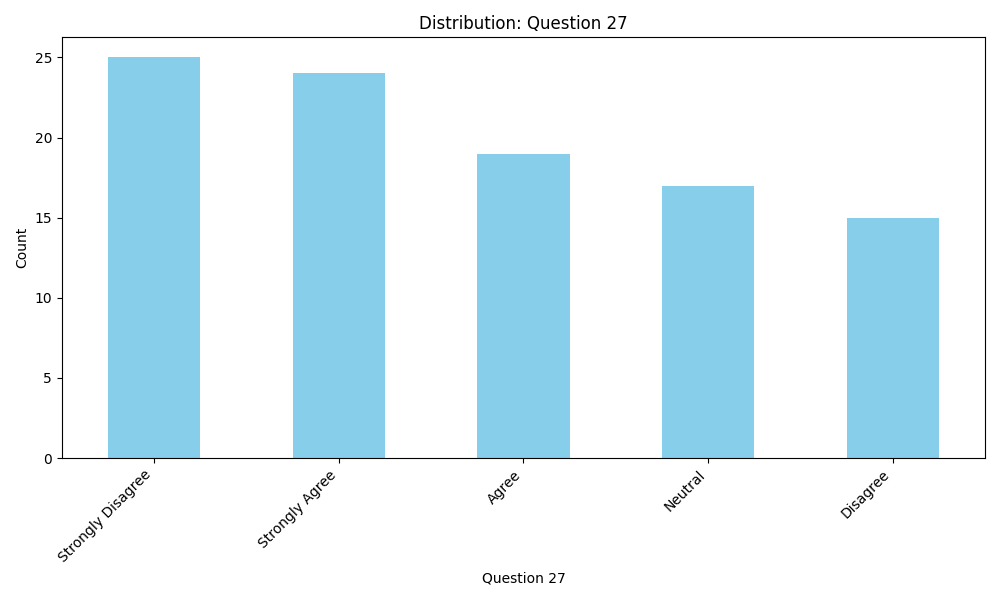 Distribution: Question 27
Count
25
20
15
10
5
0
Strongly Disagree
Strongly Agree
Agree
Neutral
Disagree
Question 27